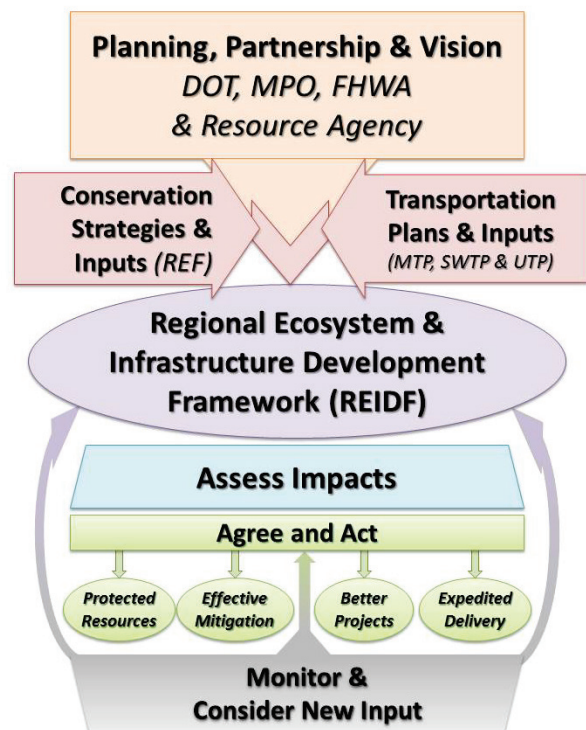 Planning, Partnership & Vision
DOT, MPO, FHWA
& Resource Agency
Conservation
Strategies &
Inputs (REF)
Transportation
Plans & Inputs
(MTP, SWTP & UTP)
Regional Ecosystem &
Infrastructure Development
Framework (REIDF)
Assess Impacts
Agree and Act
Protected
Resources
Effective
Mitigation
Better
Projects
Expedited
Delivery
Monitor &
Consider New Input